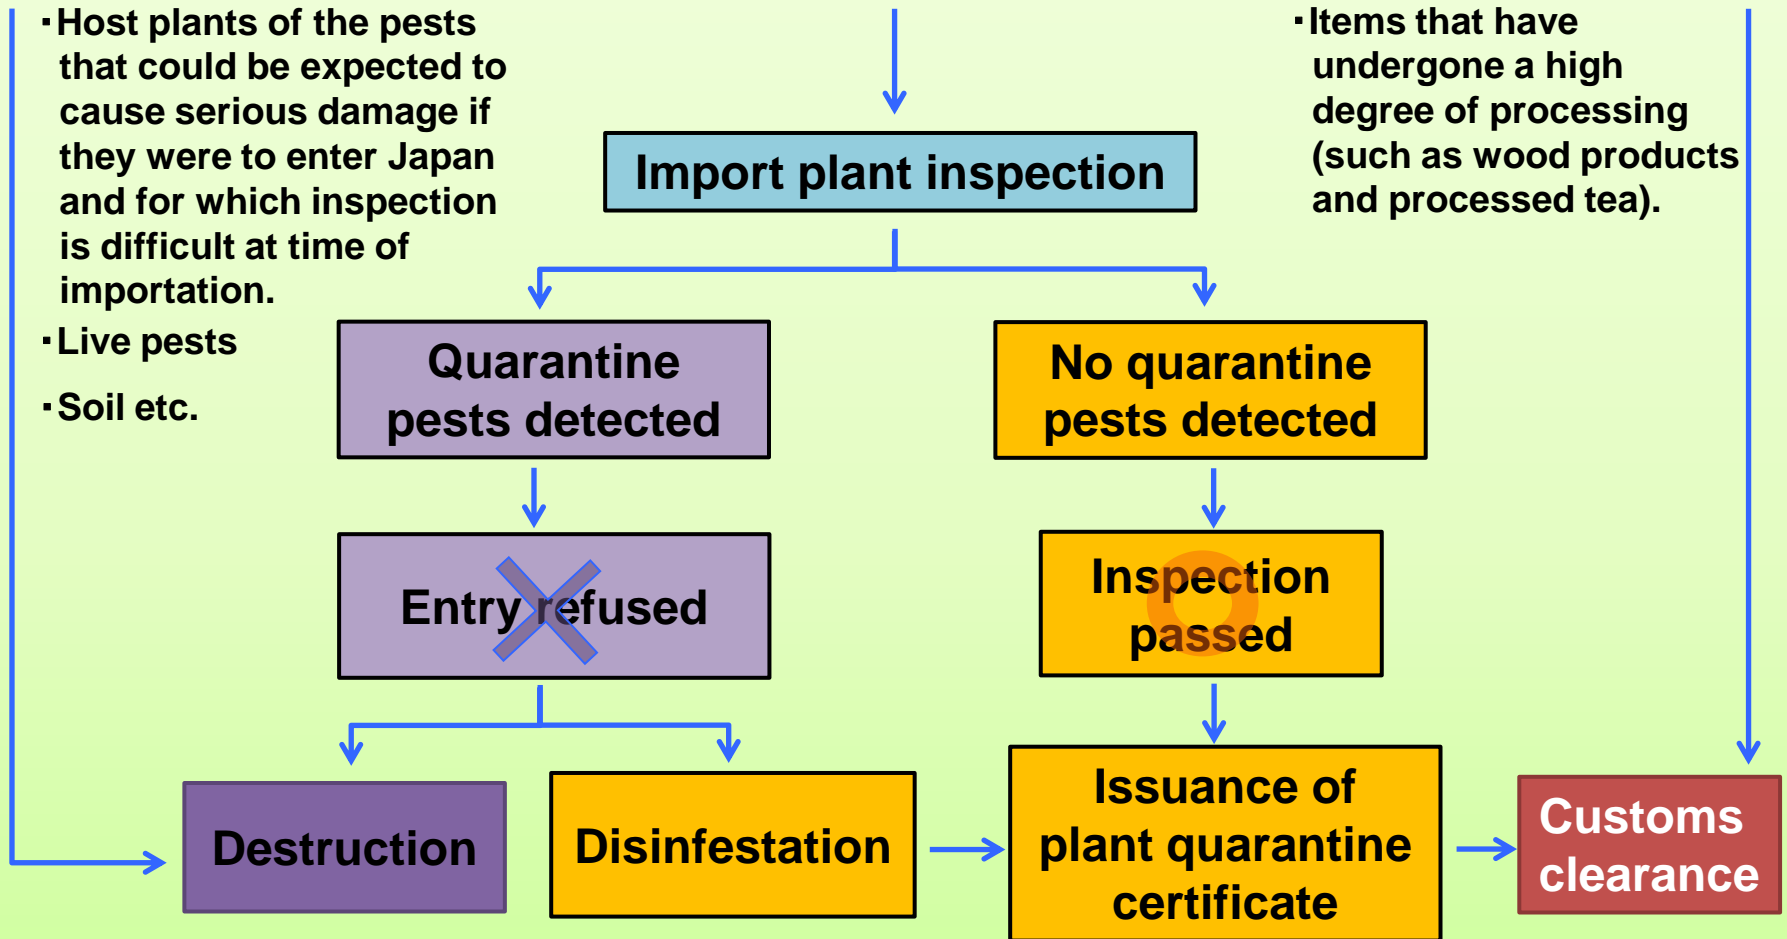 ·Host plants of the pests
that could be expected to
cause serious damage if
they were to enter Japan
and for which inspection
is difficult at time of
importation.
·Live pests
·Soil etc.
·Items that have
undergone a high
degree of processing
(such as wood products
and processed tea).
Import plant inspection
Quarantine
pests detected
No quarantine
pests detected
Entry refused
Inspection
passed
Destruction
Disinfestation
Issuance of
plant quarantine
certificate
Customs
clearance